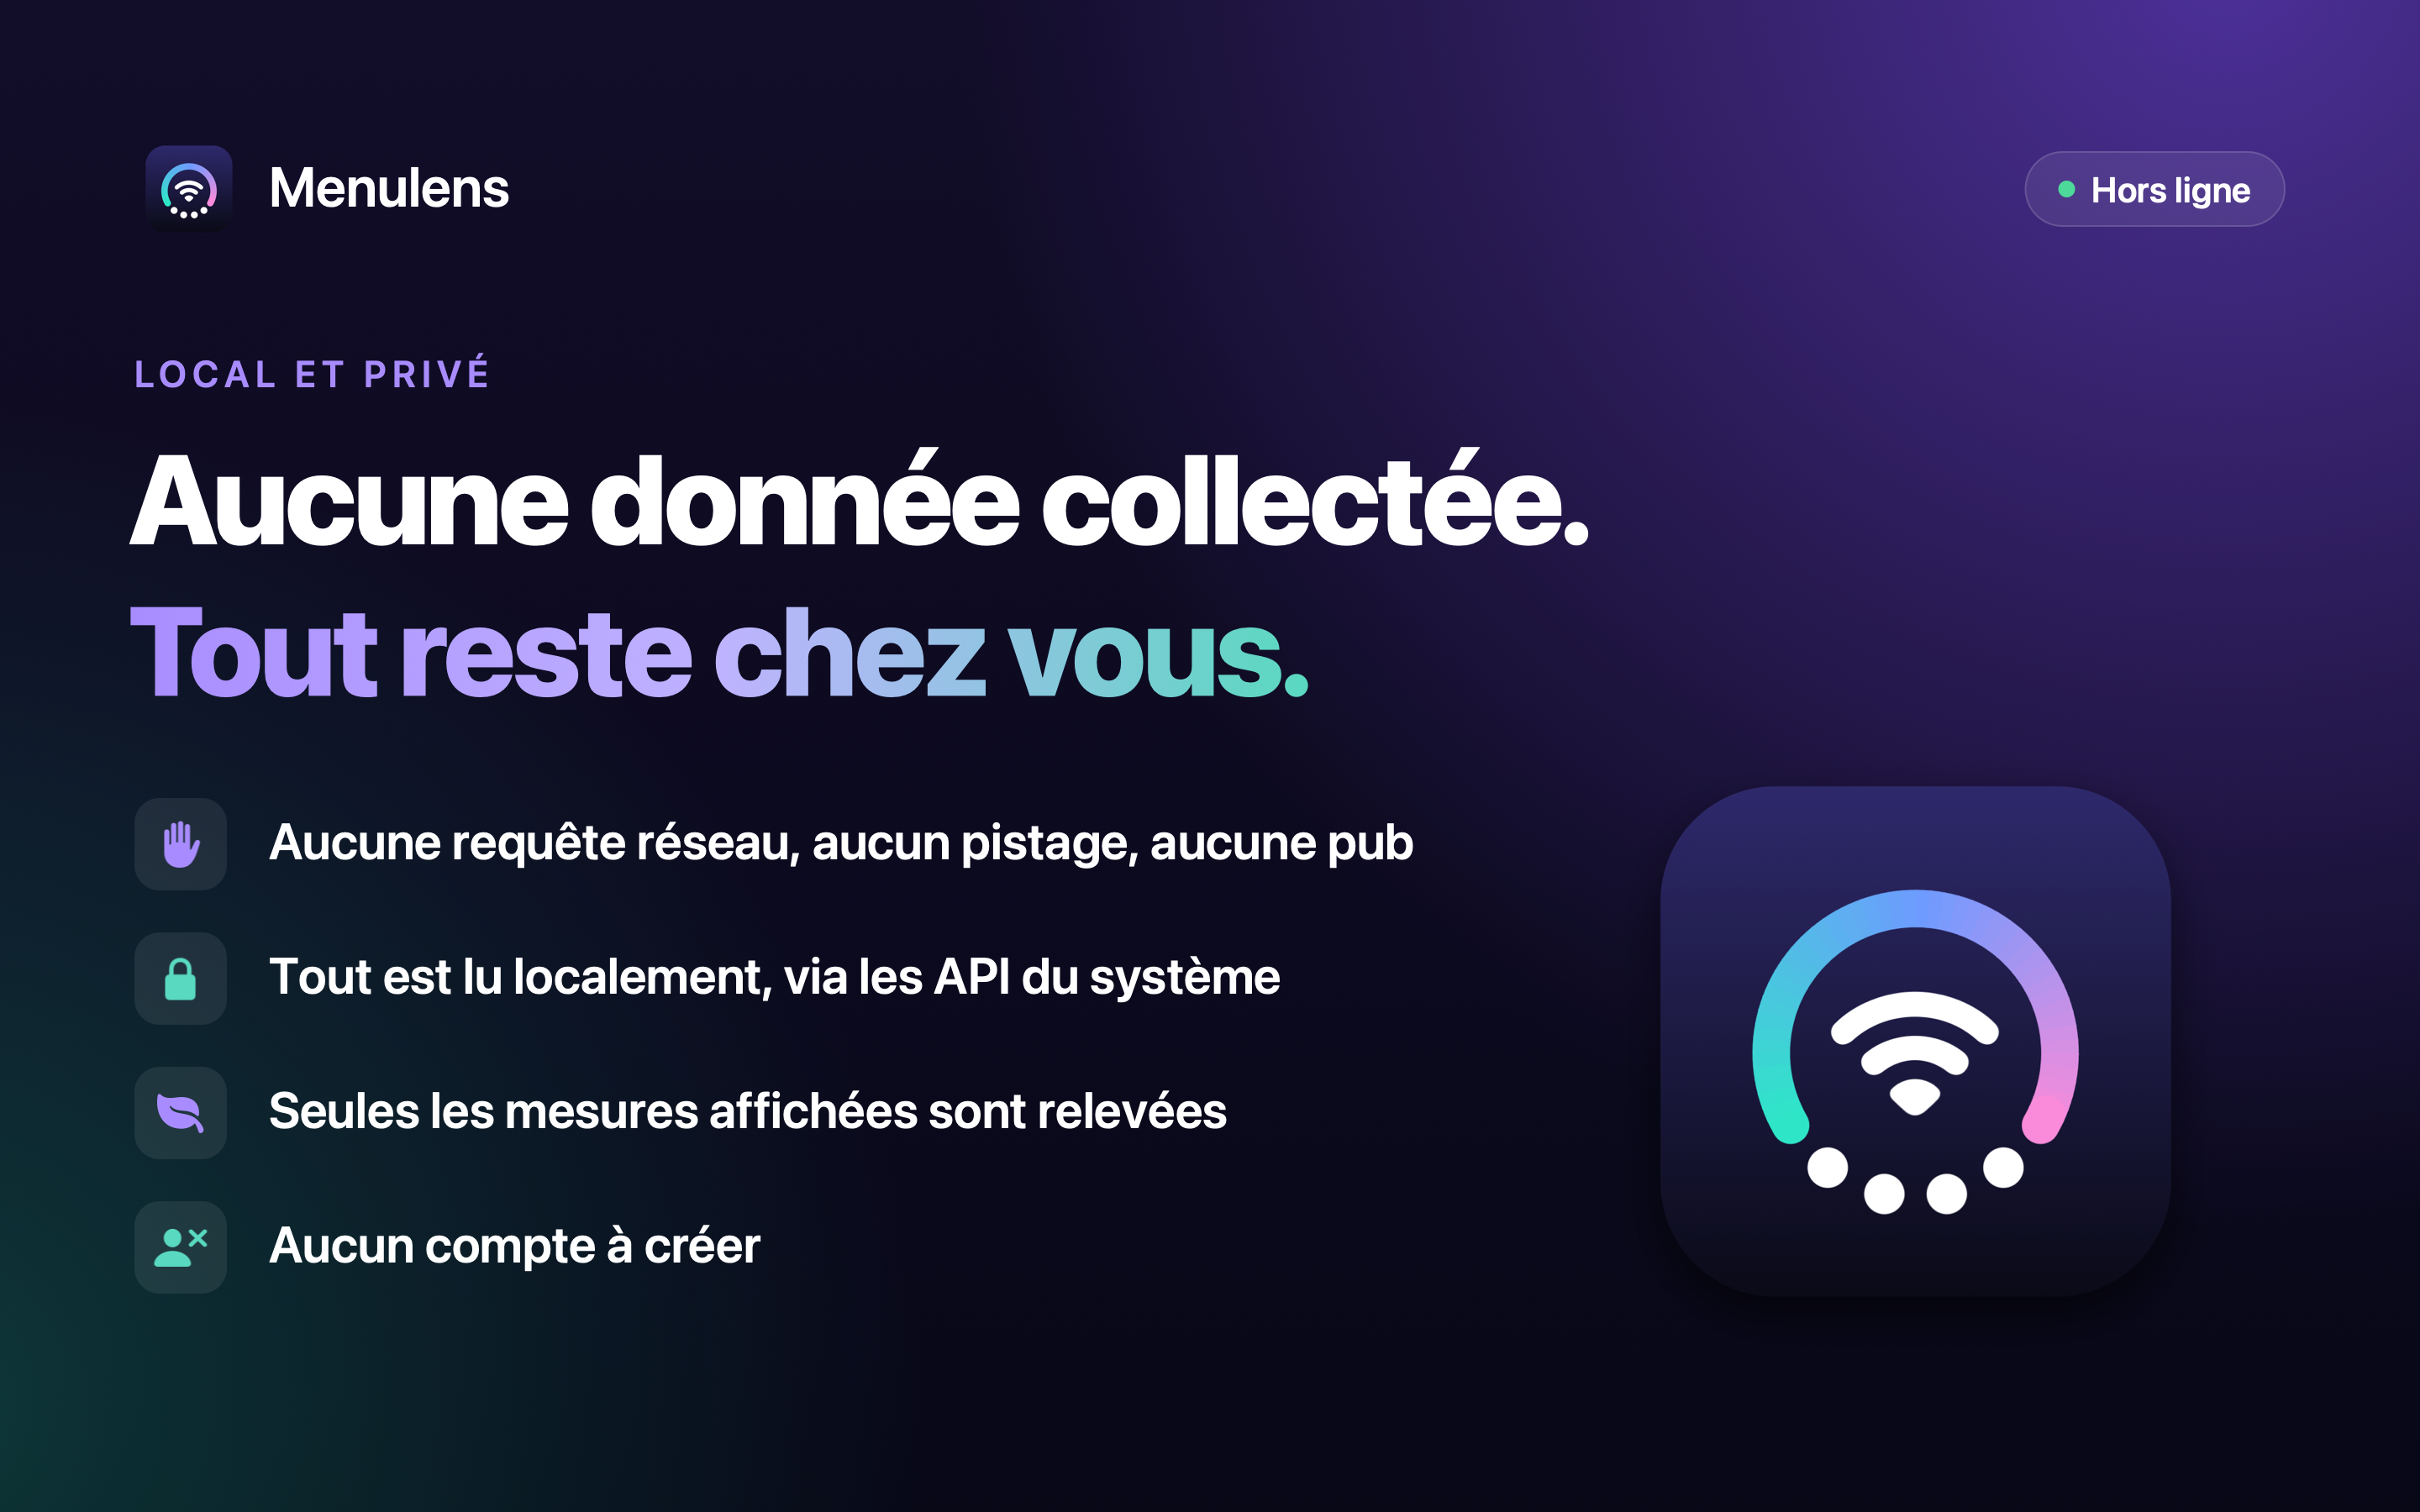 Menulens
Hors ligne
LOCAL ET PRIVÉ
Aucune donnée collectée.
Tout reste chez vous.
Aucune requête réseau, aucun pistage, aucune pub
Tout est lu localement, via les API du système
Seules les mesures affichées sont relevées
Aucun compte à créer